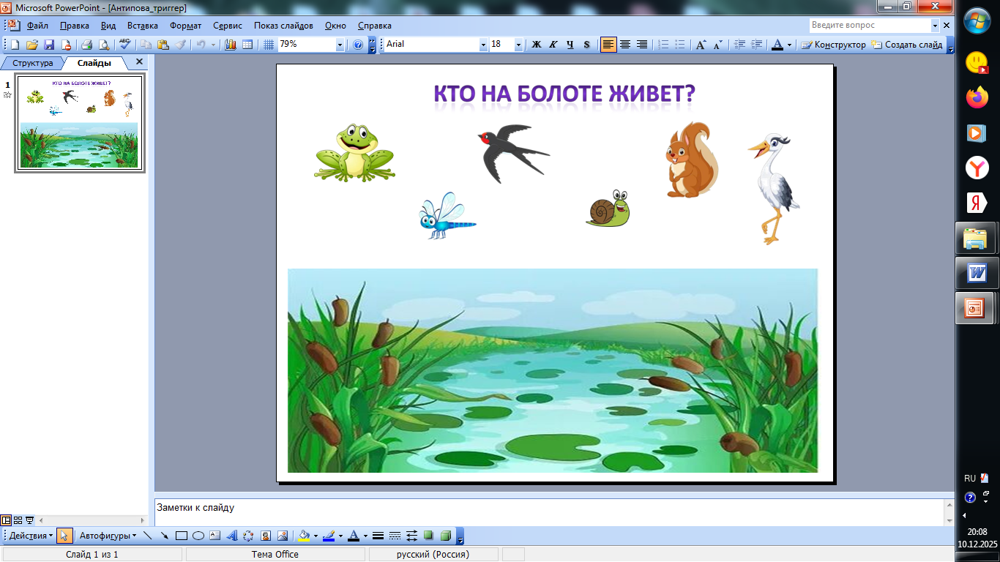 Microsoft PowerPoint - [Антипова_триггер]
Файл Правка Вид Вставка Формат Сервис Показ слайдов Окно Справка
Введите вопрос
79%
Arial
18
Ж К Ч S
Конструктор
Создать слайд
Структура
Слайды
1
КТО НА БОЛОТЕ ЖИВЕТ?
КТО НА БОЛОТЕ ЖИВЕТ?
Заметки к слайду
Действия
Автофигуры
Слайд 1 из 1
Тема Office
русский (Россия)
RU
20:08
10.12.2025